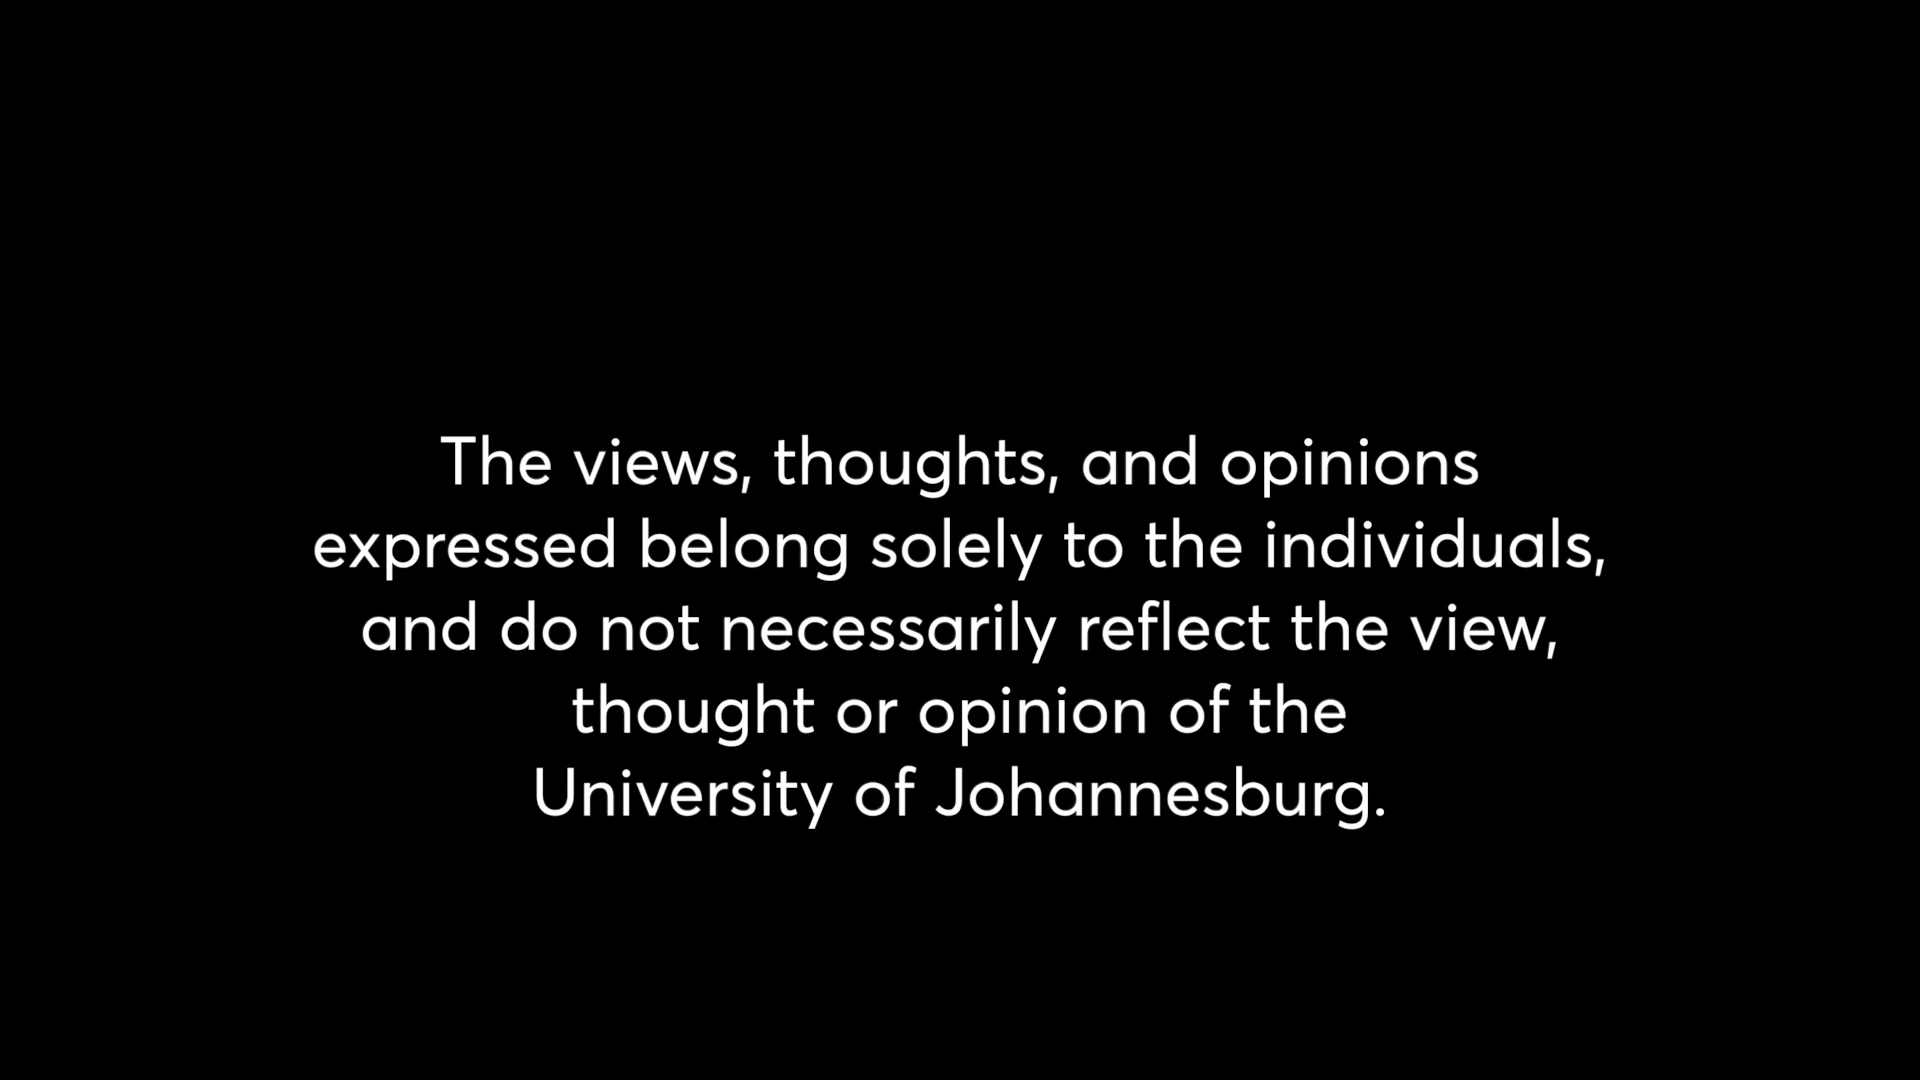 The views, thoughts, and opinions
expressed belong solely to the individuals,
and do not necessarily reflect the view,
thought or opinion of the
University of Johannesburg.